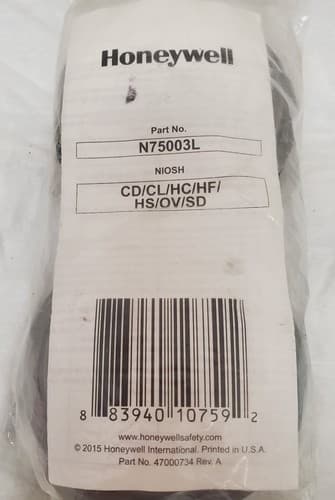 Honeywell
Part No.
N75003L
NIOSH
CD/CL/HC/HF/
HS/OV/SD
8 83940 10759 2
www.honeywellsafety.com
© 2015 Honeywell International. Printed in U.S.A.
Part No. 47000734 Rev. A